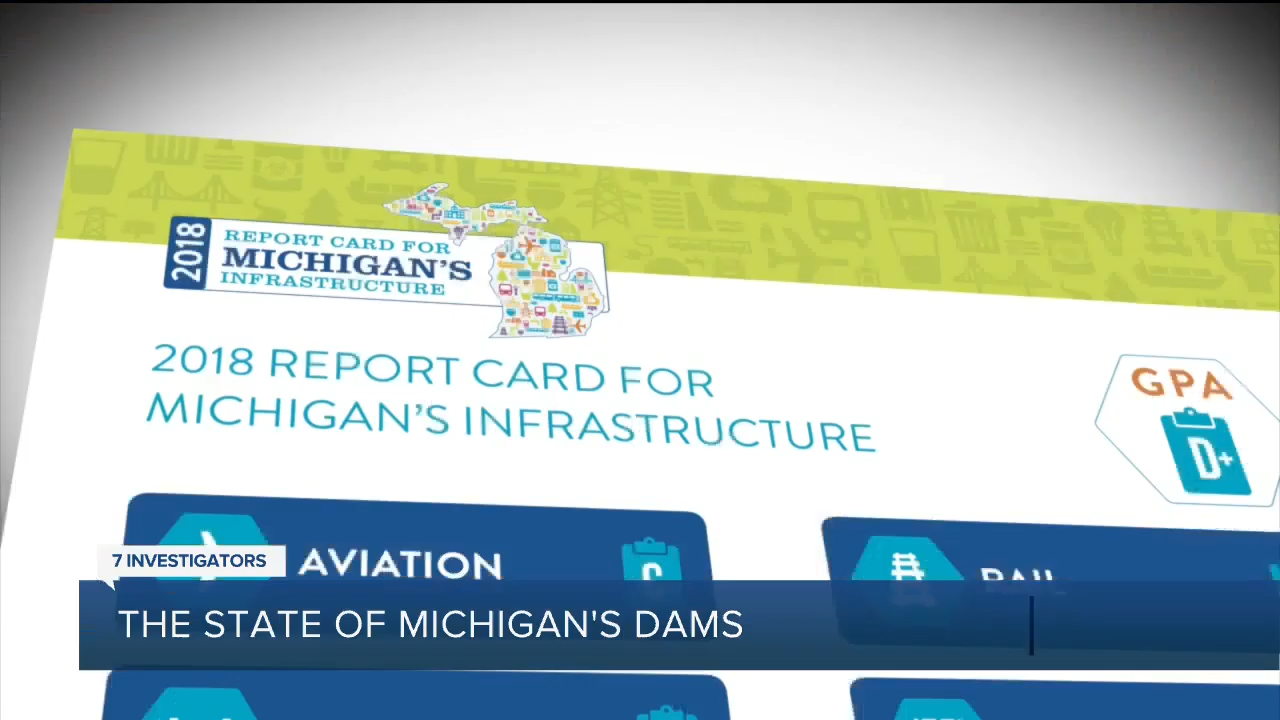 2018
REPORT CARD FOR
MICHIGAN'S
INFRASTRUCTURE
2018 REPORT CARD FOR
MICHIGAN'S INFRASTRUCTURE
GPA
D+
AVIATION
C
RAIL
7 INVESTIGATORS
THE STATE OF MICHIGAN'S DAMS